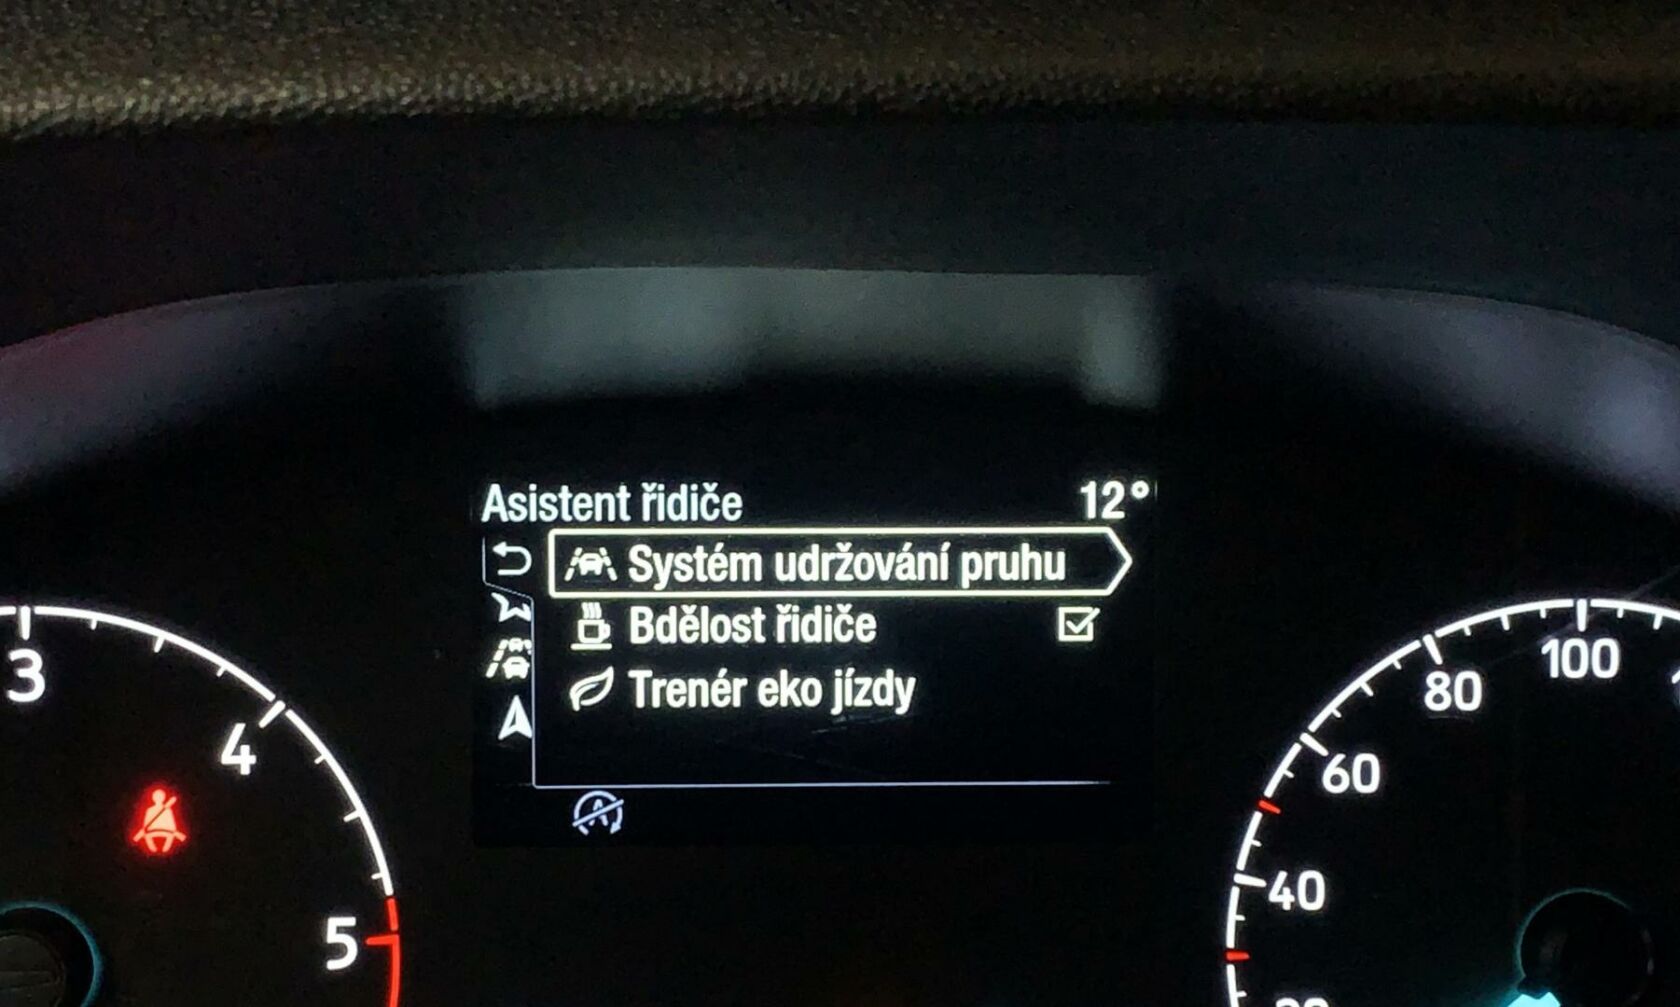 Asistent řidiče 12°
Systém udržování pruhu
Bdělost řidiče
Trenér eko jízdy
3
4
5
100
80
60
40